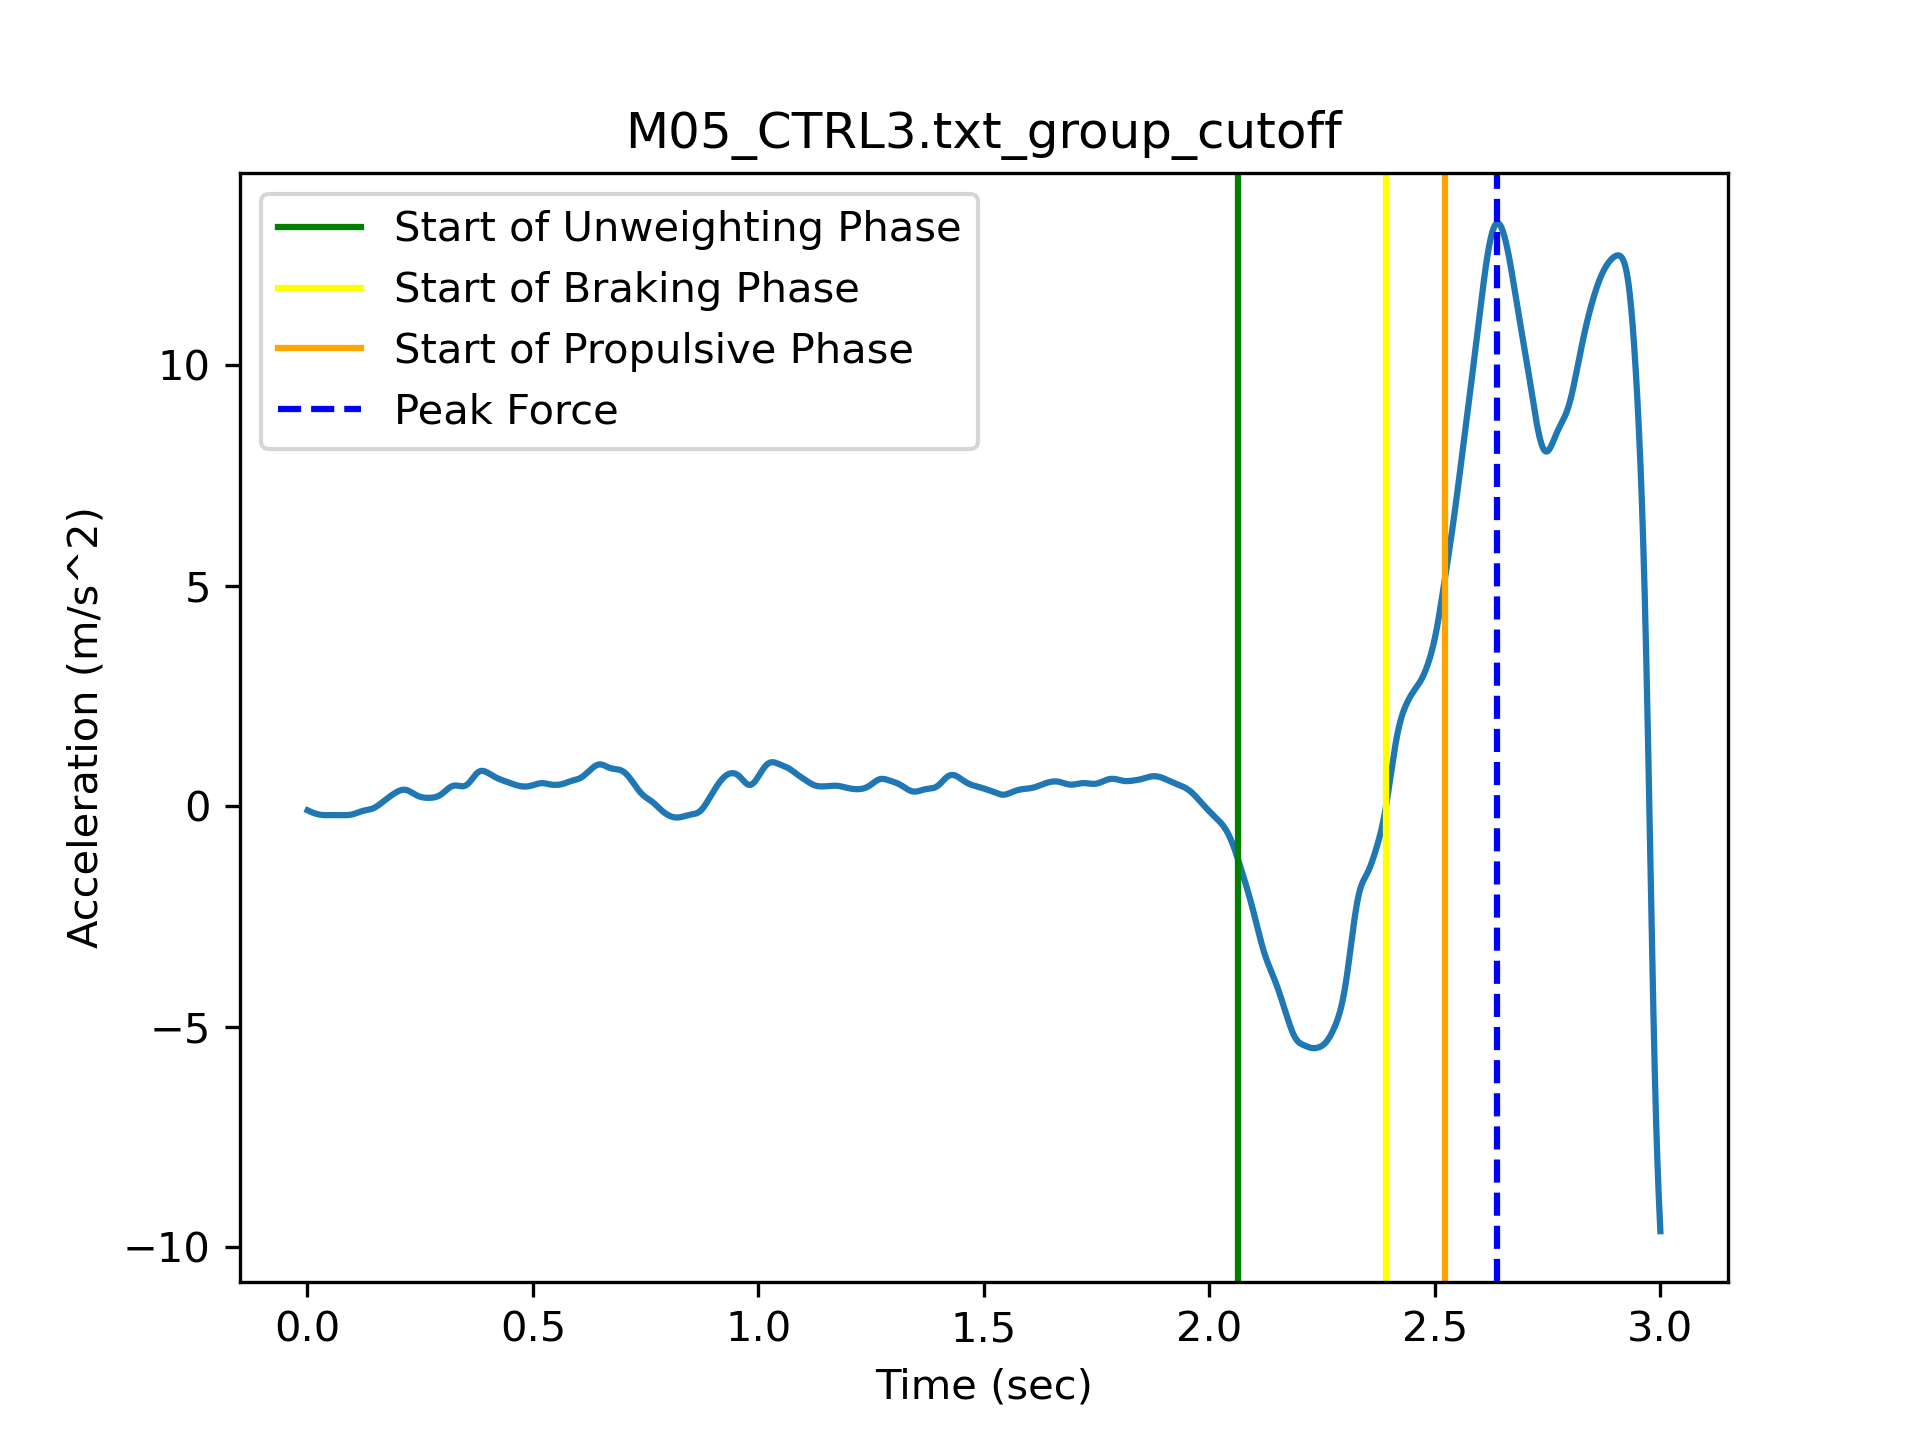 M05_CTRL3.txt_group_cutoff
Start of Unweighting Phase
Start of Braking Phase
Start of Propulsive Phase
Peak Force
Acceleration (m/s^2)
10
5
0
−5
−10
0.0 0.5 1.0 1.5 2.0 2.5 3.0
Time (sec)